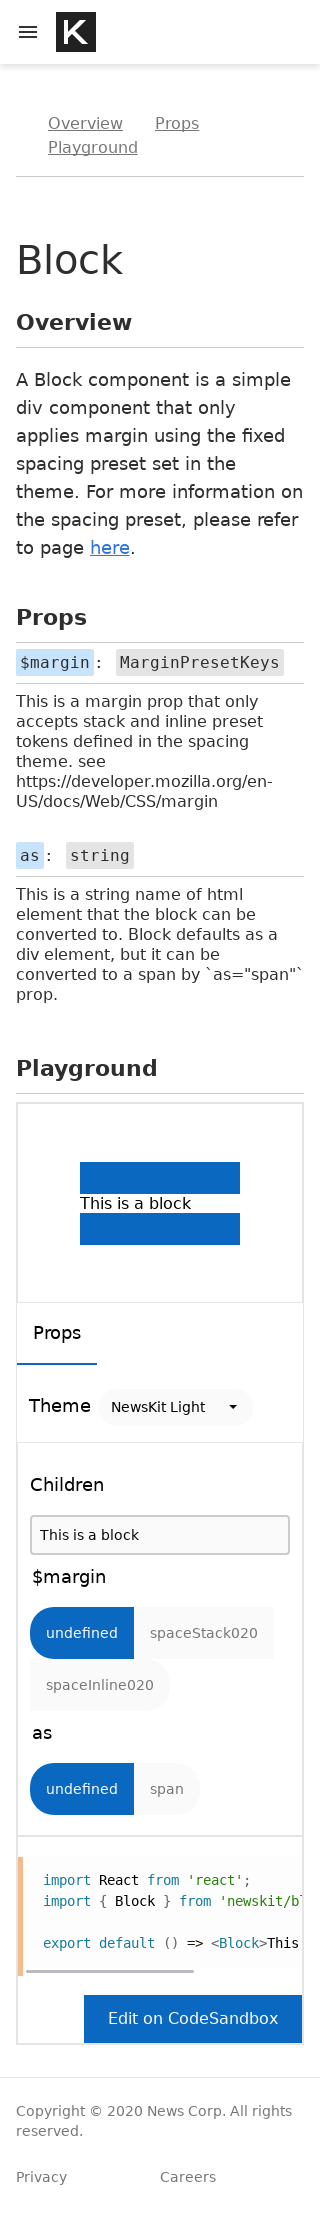 K
Overview Props
Playground
Block
Overview
A Block component is a simple
div component that only
applies margin using the fixed
spacing preset set in the
theme. For more information on
the spacing preset, please refer
to page here.
Props
$margin: MarginPresetKeys
This is a margin prop that only
accepts stack and inline preset
tokens defined in the spacing
theme. see
https://developer.mozilla.org/en-
US/docs/Web/CSS/margin
as: string
This is a string name of html
element that the block can be
converted to. Block defaults as a
div element, but it can be
converted to a span by `as="span"`
prop.
Playground
This is a block
Props
Theme NewsKit Light
Children
This is a block
$margin
undefined spaceStack020
spaceInline020
as
undefined span
import React from 'react';
import { Block } from 'newskit/bl
export default () => <Block>This
Edit on CodeSandbox
Copyright © 2020 News Corp. All rights
reserved.
Privacy Careers